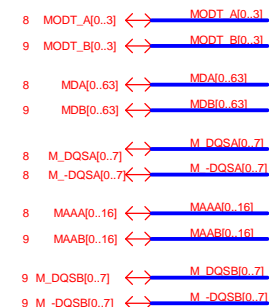 8 MODT_A[0..3] MODT_A[0..3]
9 MODT_B[0..3] MODT_B[0..3]
8 MDA[0..63] MDA[0..63]
9 MDB[0..63] MDB[0..63]
8 M_DQSA[0..7] M_DQSA[0..7]
8 M_-DQSA[0..7] M_-DQSA[0..7]
8 MAAA[0..16] MAAA[0..16]
9 MAAB[0..16] MAAB[0..16]
9 M_DQSB[0..7] M_DQSB[0..7]
9 M_-DQSB[0..7] M_-DQSB[0..7]